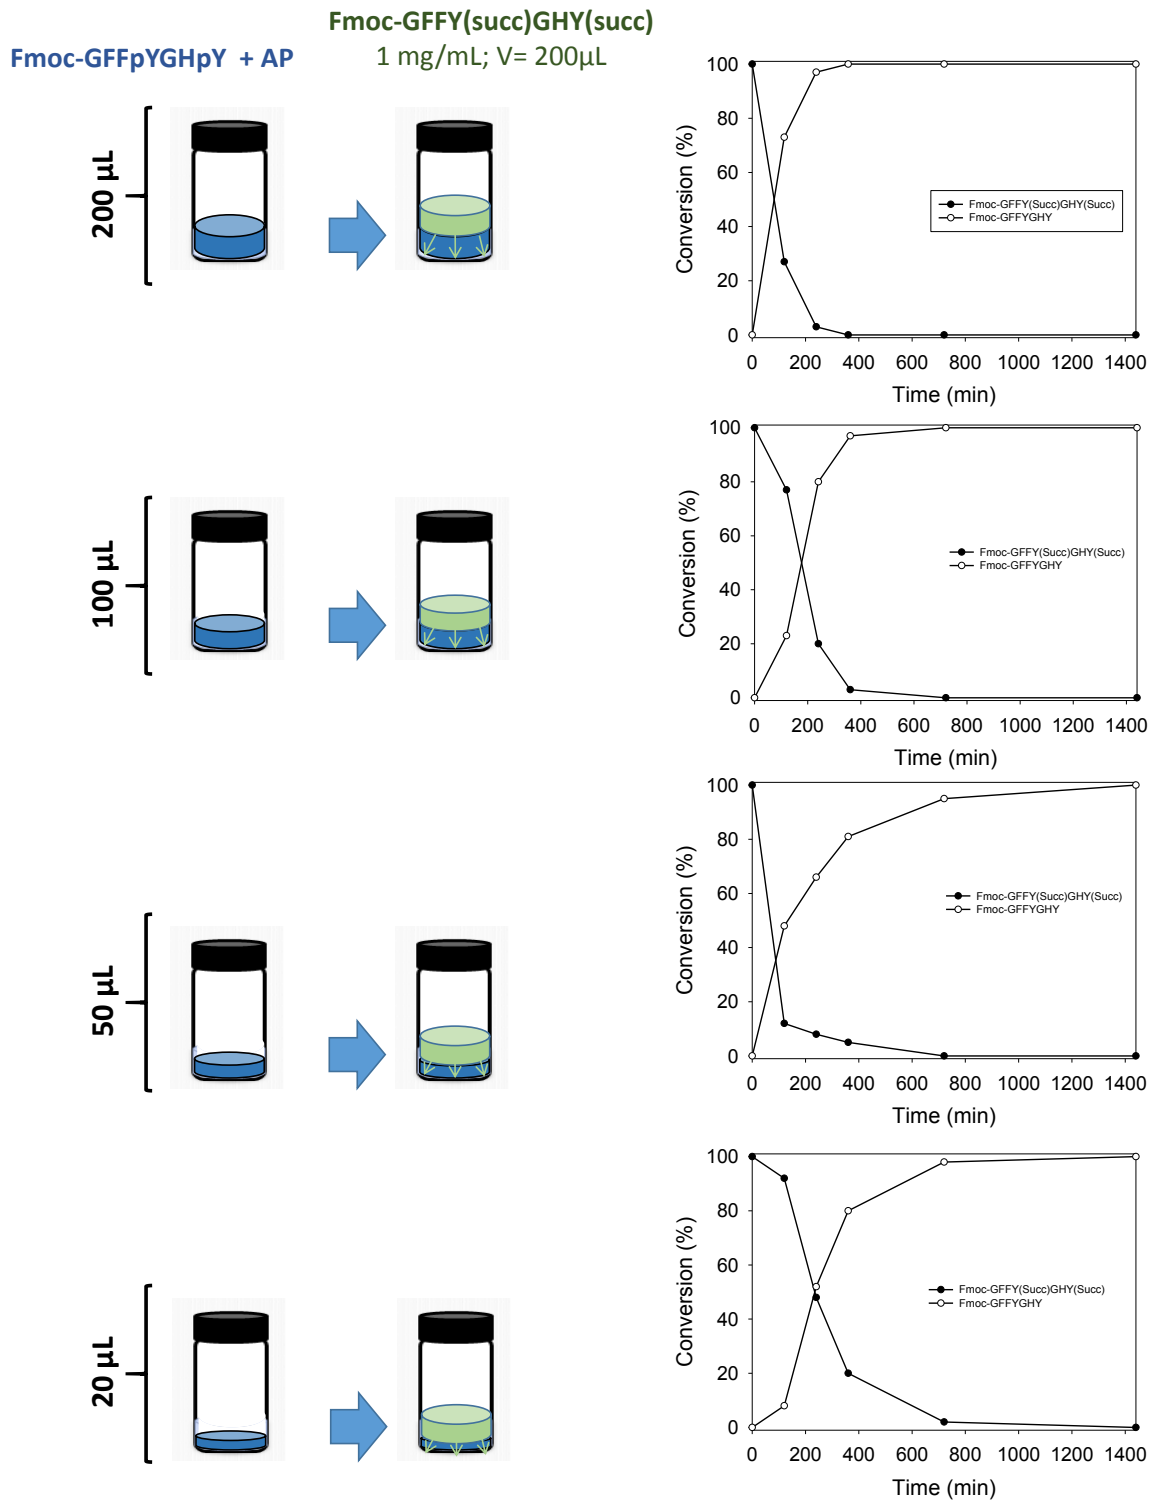 Fmoc-GFFpYGHpY + AP
Fmoc-GFFY(succ)GHY(succ)
1 mg/mL; V= 200µL
200 µL
100
80
60
40
20
0
Conversion (%)
Fmoc-GFFY(Succ)GHY(Succ)
Fmoc-GFFYGHY
0 200 400 600 800 1000 1200 1400
Time (min)
100 µL
100
80
60
40
20
0
Conversion (%)
Fmoc-GFFY(Succ)GHY(Succ)
Fmoc-GFFYGHY
0 200 400 600 800 1000 1200 1400
Time (min)
50 µL
100
80
60
40
20
0
Conversion (%)
Fmoc-GFFY(Succ)GHY(Succ)
Fmoc-GFFYGHY
0 200 400 600 800 1000 1200 1400
Time (min)
20 µL
100
80
60
40
20
0
Conversion (%)
Fmoc-GFFY(Succ)GHY(Succ)
Fmoc-GFFYGHY
0 200 400 600 800 1000 1200 1400
Time (min)